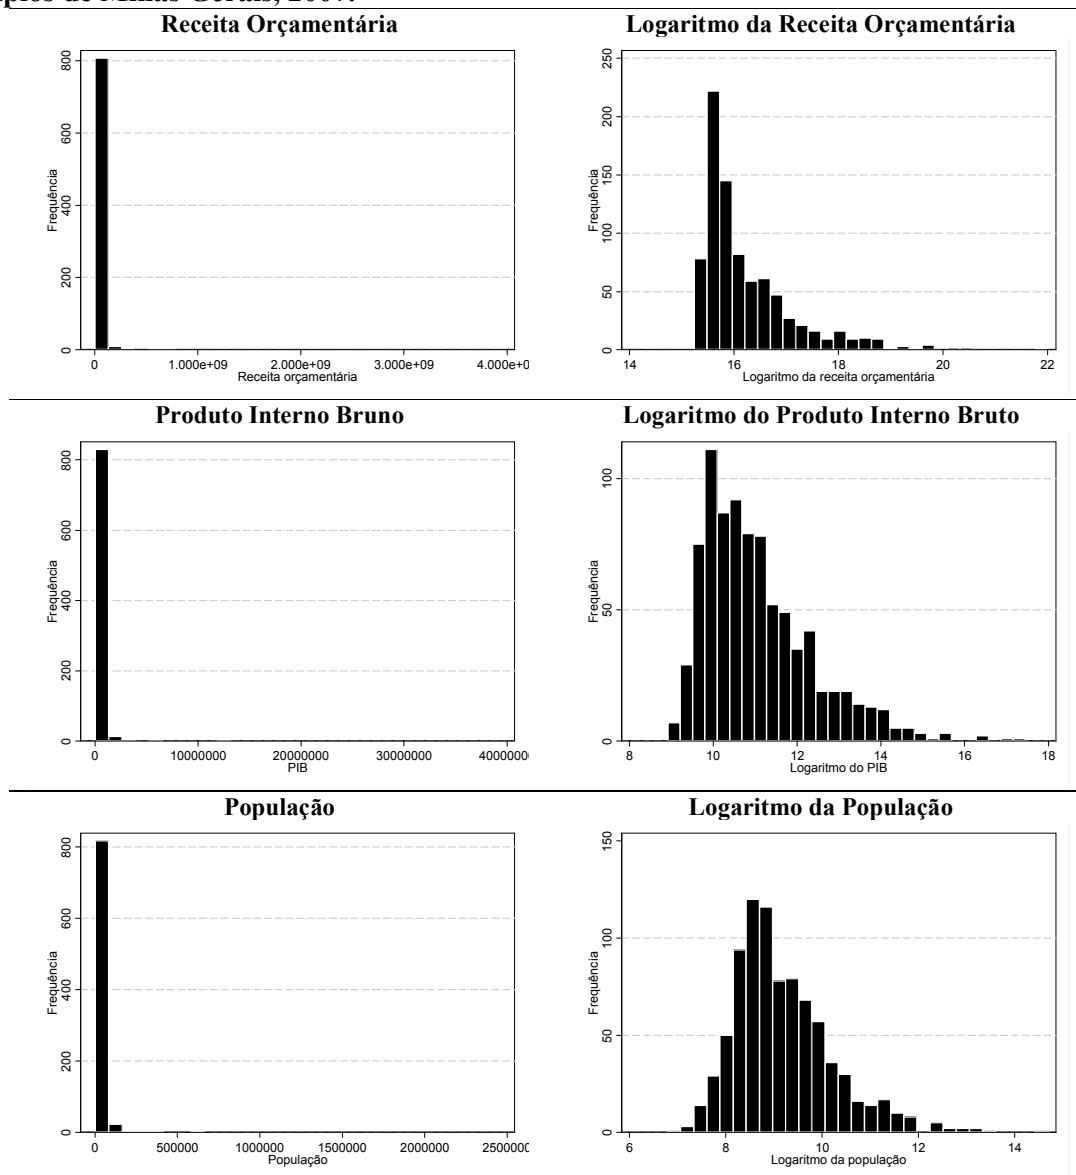 de Minas Gerais, 2007.
Receita Orçamentária
Logaritmo da Receita Orçamentária
Frequência
0
200
400
600
800
0
1.000e+09
2.000e+09
3.000e+09
4.000e+0
Receita orçamentária
Frequência
0
50
100
150
200
250
14
16
18
20
22
Logaritmo da receita orçamentária
Produto Interno Bruno
Logaritmo do Produto Interno Bruto
Frequência
0
200
400
600
800
0
10000000
20000000
30000000
4000000
PIB
Frequência
0
50
100
8
10
12
14
16
18
Logaritmo do PIB
População
Logaritmo da População
Frequência
0
200
400
600
800
0
500000
1000000
1500000
2000000
250000
População
Frequência
0
50
100
150
6
8
10
12
14
Logaritmo da população